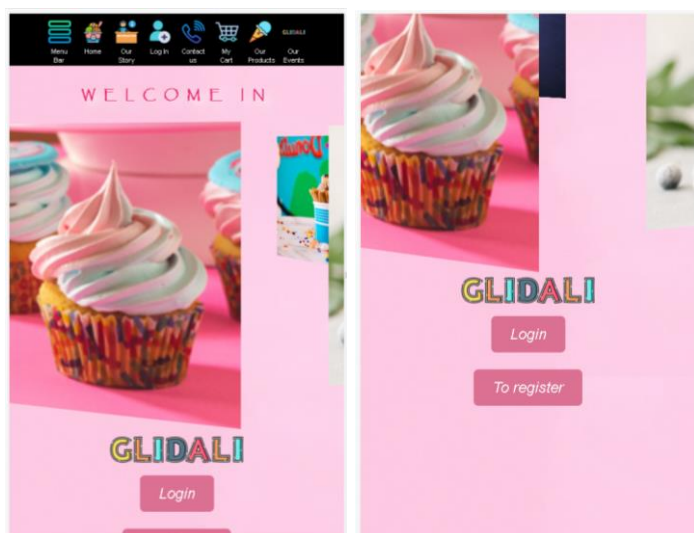 Menu Bar
Home
Our Story
Log In
Contact us
My Cart
Our Products
GLIDALI
Our Events
WELCOME IN
GLIDALI
Login
GLIDALI
Login
To register